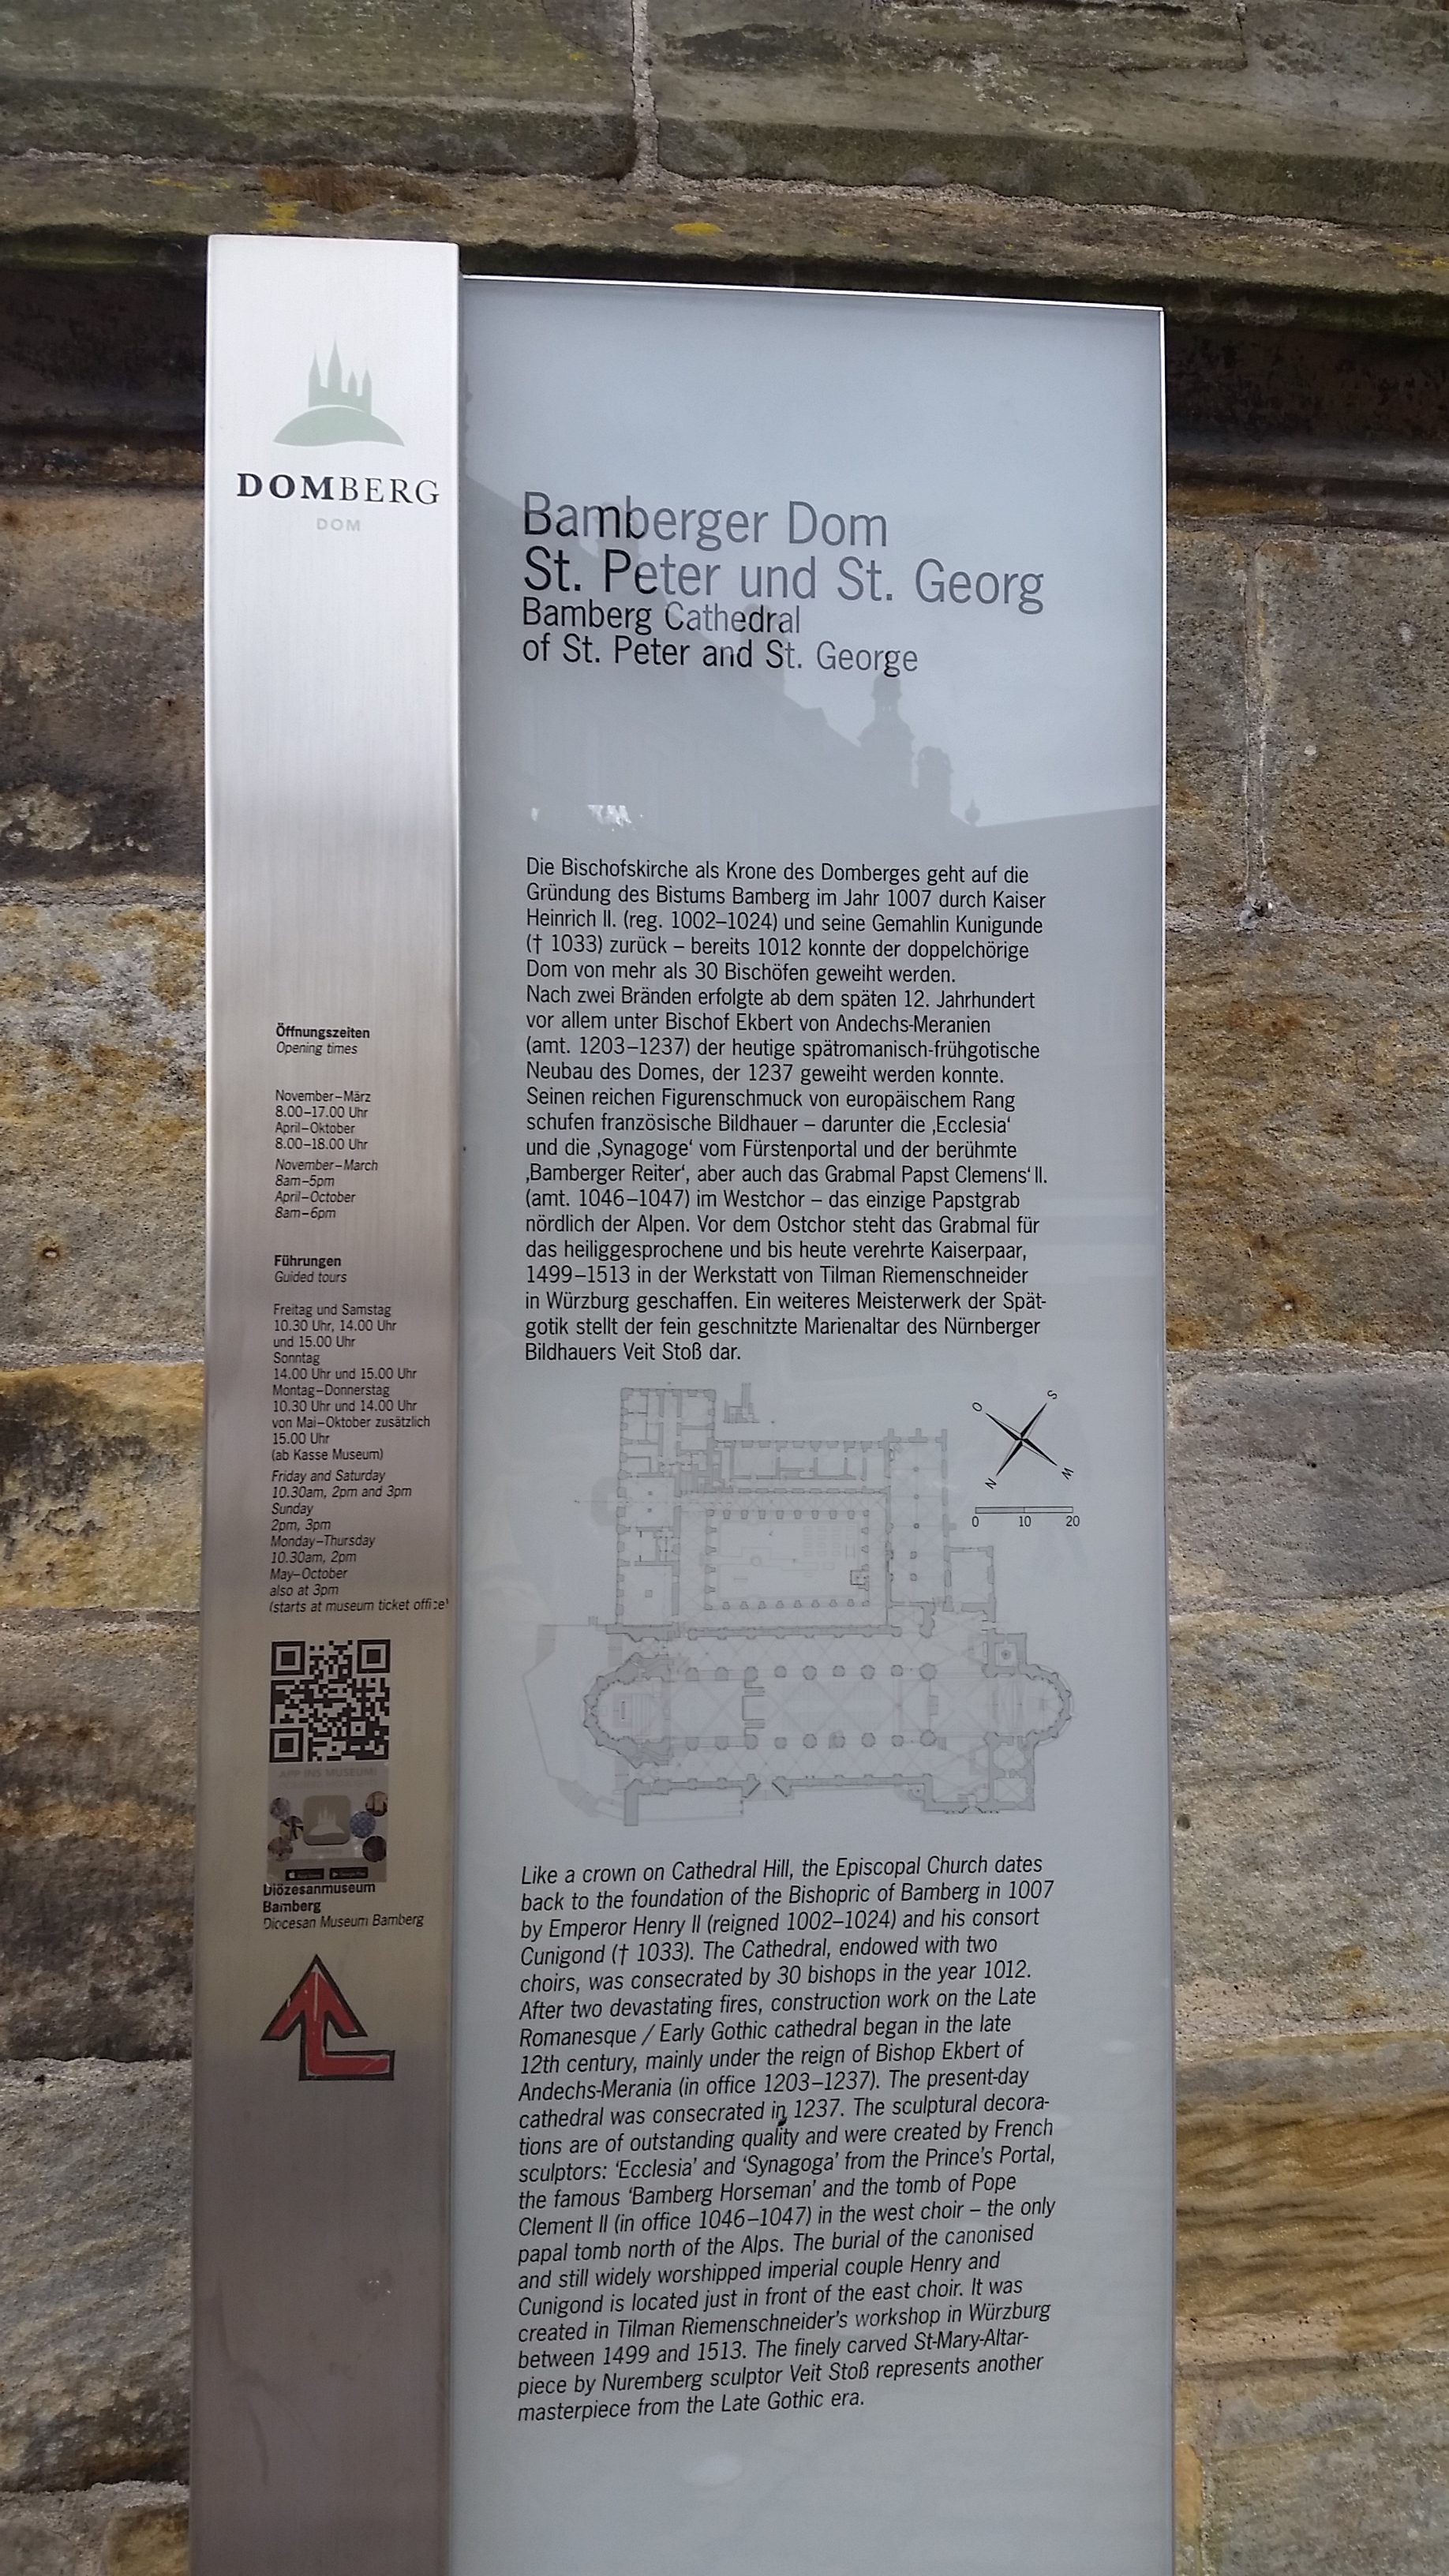 DOMBERG
DOM
Öffnungszeiten
Opening times
November–März
8.00–17.00 Uhr
April–Oktober
8.00–18.00 Uhr
November–March
8am–5pm
April–October
8am–6pm
Führungen
Guided tours
Freitag und Samstag
10.30 Uhr, 14.00 Uhr
und 15.00 Uhr
Sonntag
14.00 Uhr und 15.00 Uhr
Montag–Donnerstag
10.30 Uhr und 14.00 Uhr
von Mai–Oktober zusätzlich
15.00 Uhr
(ab Kasse Museum)
Friday and Saturday
10.30am, 2pm and 3pm
Sunday
2pm, 3pm
Monday–Thursday
10.30am, 2pm
May–October
also at 3pm
(starts at museum ticket office)
APP INS MUSEUM!
Diözesanmuseum
Bamberg
Diocesan Museum Bamberg
Bamberger Dom
St. Peter und St. Georg
Bamberg Cathedral
of St. Peter and St. George
Die Bischofskirche als Krone des Domberges geht auf die
Gründung des Bistums Bamberg im Jahr 1007 durch Kaiser
Heinrich II. (reg. 1002–1024) und seine Gemahlin Kunigunde
(† 1033) zurück – bereits 1012 konnte der doppelchörige
Dom von mehr als 30 Bischöfen geweiht werden.
Nach zwei Bränden erfolgte ab dem späten 12. Jahrhundert
vor allem unter Bischof Ekbert von Andechs-Meranien
(amt. 1203–1237) der heutige spätromanisch-frühgotische
Neubau des Domes, der 1237 geweiht werden konnte.
Seinen reichen Figurenschmuck von europäischem Rang
schufen französische Bildhauer – darunter die ‚Ecclesia‘
und die ‚Synagoge‘ vom Fürstenportal und der berühmte
‚Bamberger Reiter‘, aber auch das Grabmal Papst Clemens‘ II.
(amt. 1046–1047) im Westchor – das einzige Papstgrab
nördlich der Alpen. Vor dem Ostchor steht das Grabmal für
das heiliggesprochene und bis heute verehrte Kaiserpaar,
1499–1513 in der Werkstatt von Tilman Riemenschneider
in Würzburg geschaffen. Ein weiteres Meisterwerk der Spät-
gotik stellt der fein geschnitzte Marienaltar des Nürnberger
Bildhauers Veit Stoß dar.
O S
N W
0 10 20
Like a crown on Cathedral Hill, the Episcopal Church dates
back to the foundation of the Bishopric of Bamberg in 1007
by Emperor Henry II (reigned 1002–1024) and his consort
Cunigond († 1033). The Cathedral, endowed with two
choirs, was consecrated by 30 bishops in the year 1012.
After two devastating fires, construction work on the Late
Romanesque / Early Gothic cathedral began in the late
12th century, mainly under the reign of Bishop Ekbert of
Andechs-Merania (in office 1203–1237). The present-day
cathedral was consecrated in 1237. The sculptural decora-
tions are of outstanding quality and were created by French
sculptors: ‘Ecclesia’ and ‘Synagoga’ from the Prince’s Portal,
the famous ‘Bamberg Horseman’ and the tomb of Pope
Clement II (in office 1046–1047) in the west choir – the only
papal tomb north of the Alps. The burial of the canonised
and still widely worshipped imperial couple Henry and
Cunigond is located just in front of the east choir. It was
created in Tilman Riemenschneider’s workshop in Würzburg
between 1499 and 1513. The finely carved St-Mary-Altar-
piece by Nuremberg sculptor Veit Stoß represents another
masterpiece from the Late Gothic era.